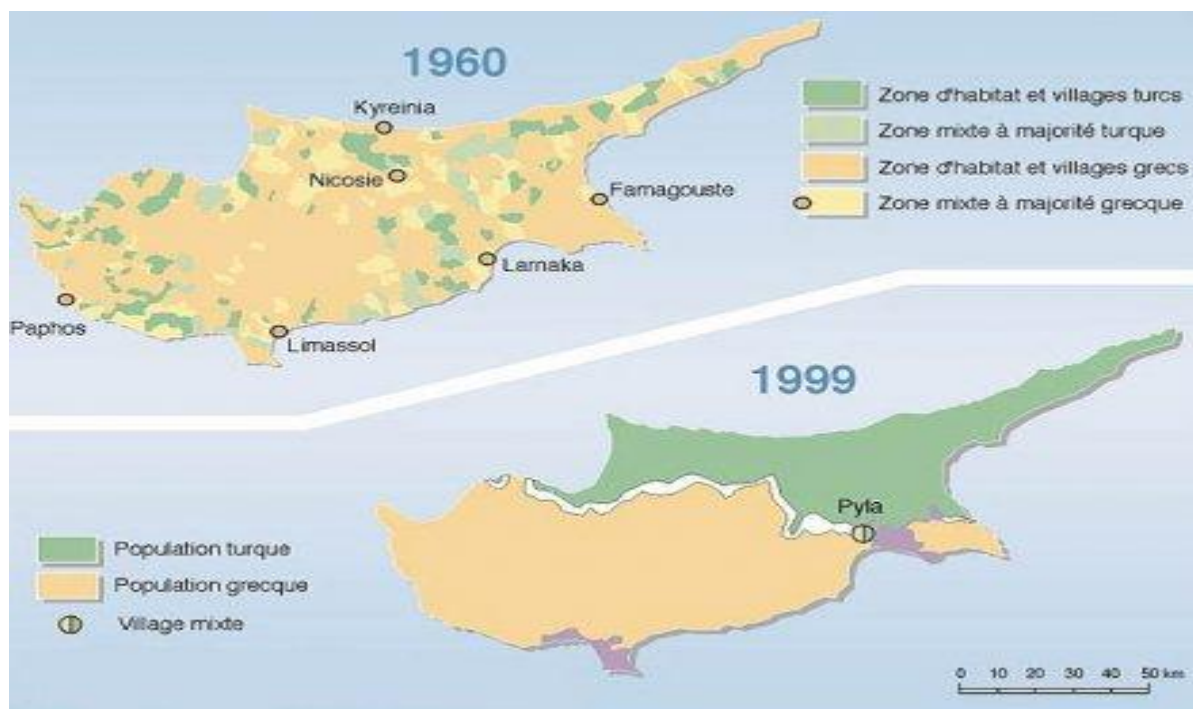 1960
Kyreinia
Nicosie
Famagouste
Larnaka
Paphos
Limassol
Zone d'habitat et villages turcs
Zone mixte à majorité turque
Zone d'habitat et villages grecs
Zone mixte à majorité grecque
1999
Pyla
Population turque
Population grecque
Village mixte
0 10 20 30 40 50 km